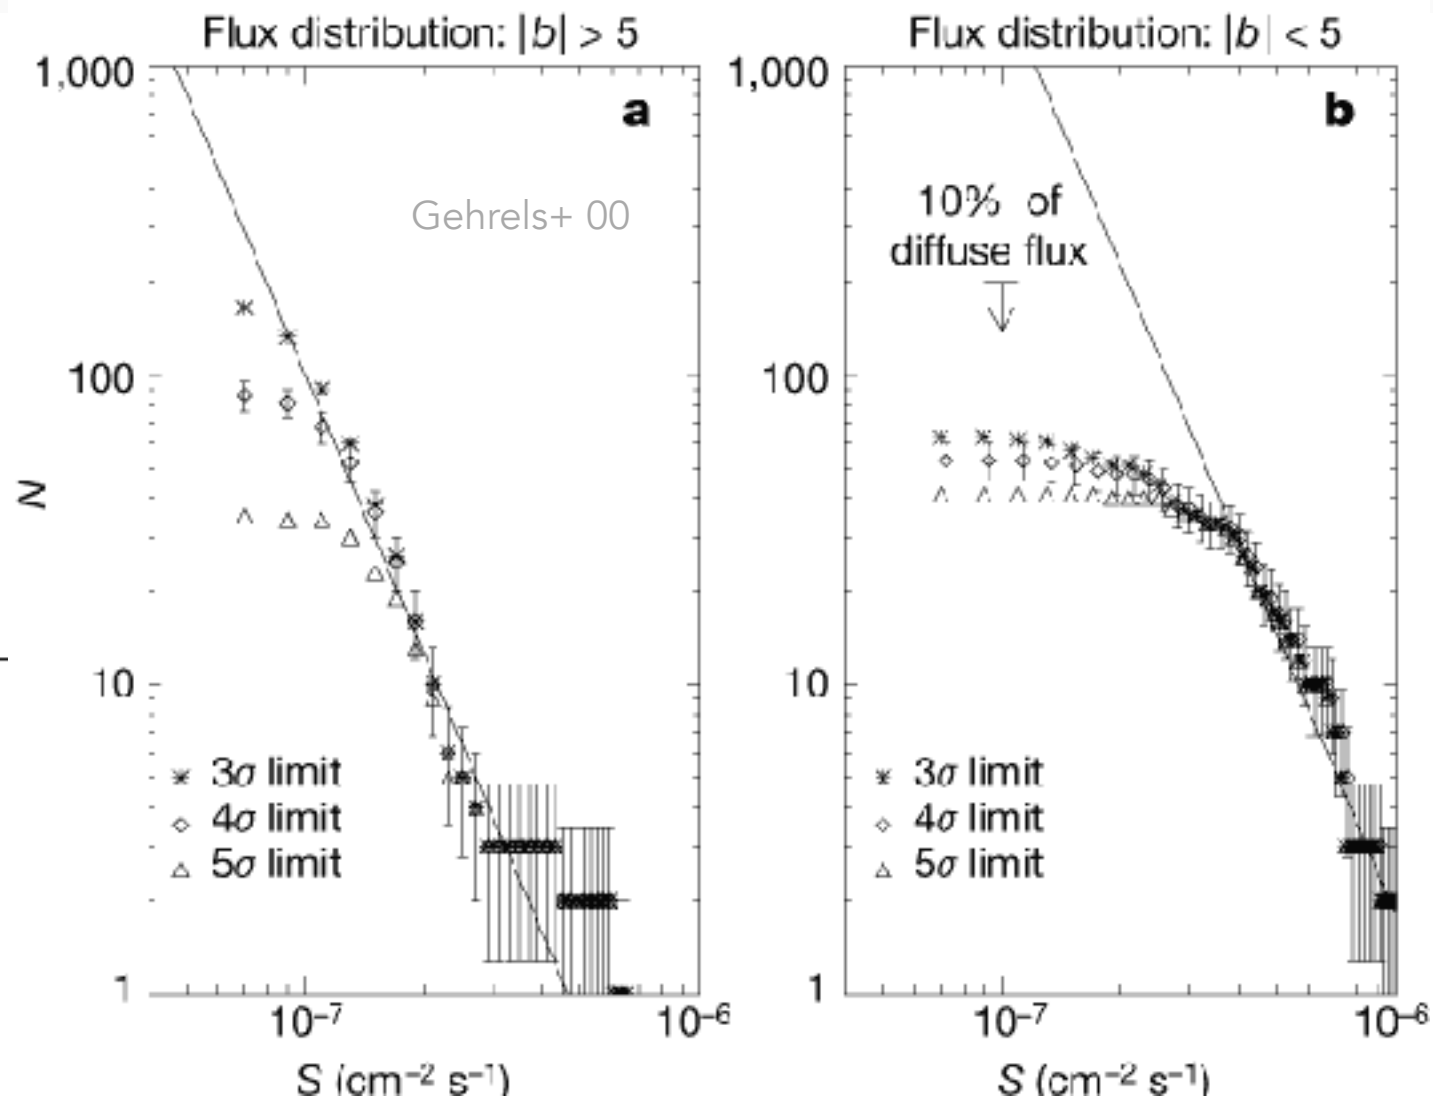 Flux distribution: |b| > 5
1,000
a
Gehrels+ 00
100
N
10
3σ limit
4σ limit
5σ limit
1
10⁻⁷
10⁻⁶
S (cm⁻² s⁻¹)
Flux distribution: |b| < 5
1,000
b
10% of
diffuse flux
100
10
3σ limit
4σ limit
5σ limit
1
10⁻⁷
10⁻⁶
S (cm⁻² s⁻¹)